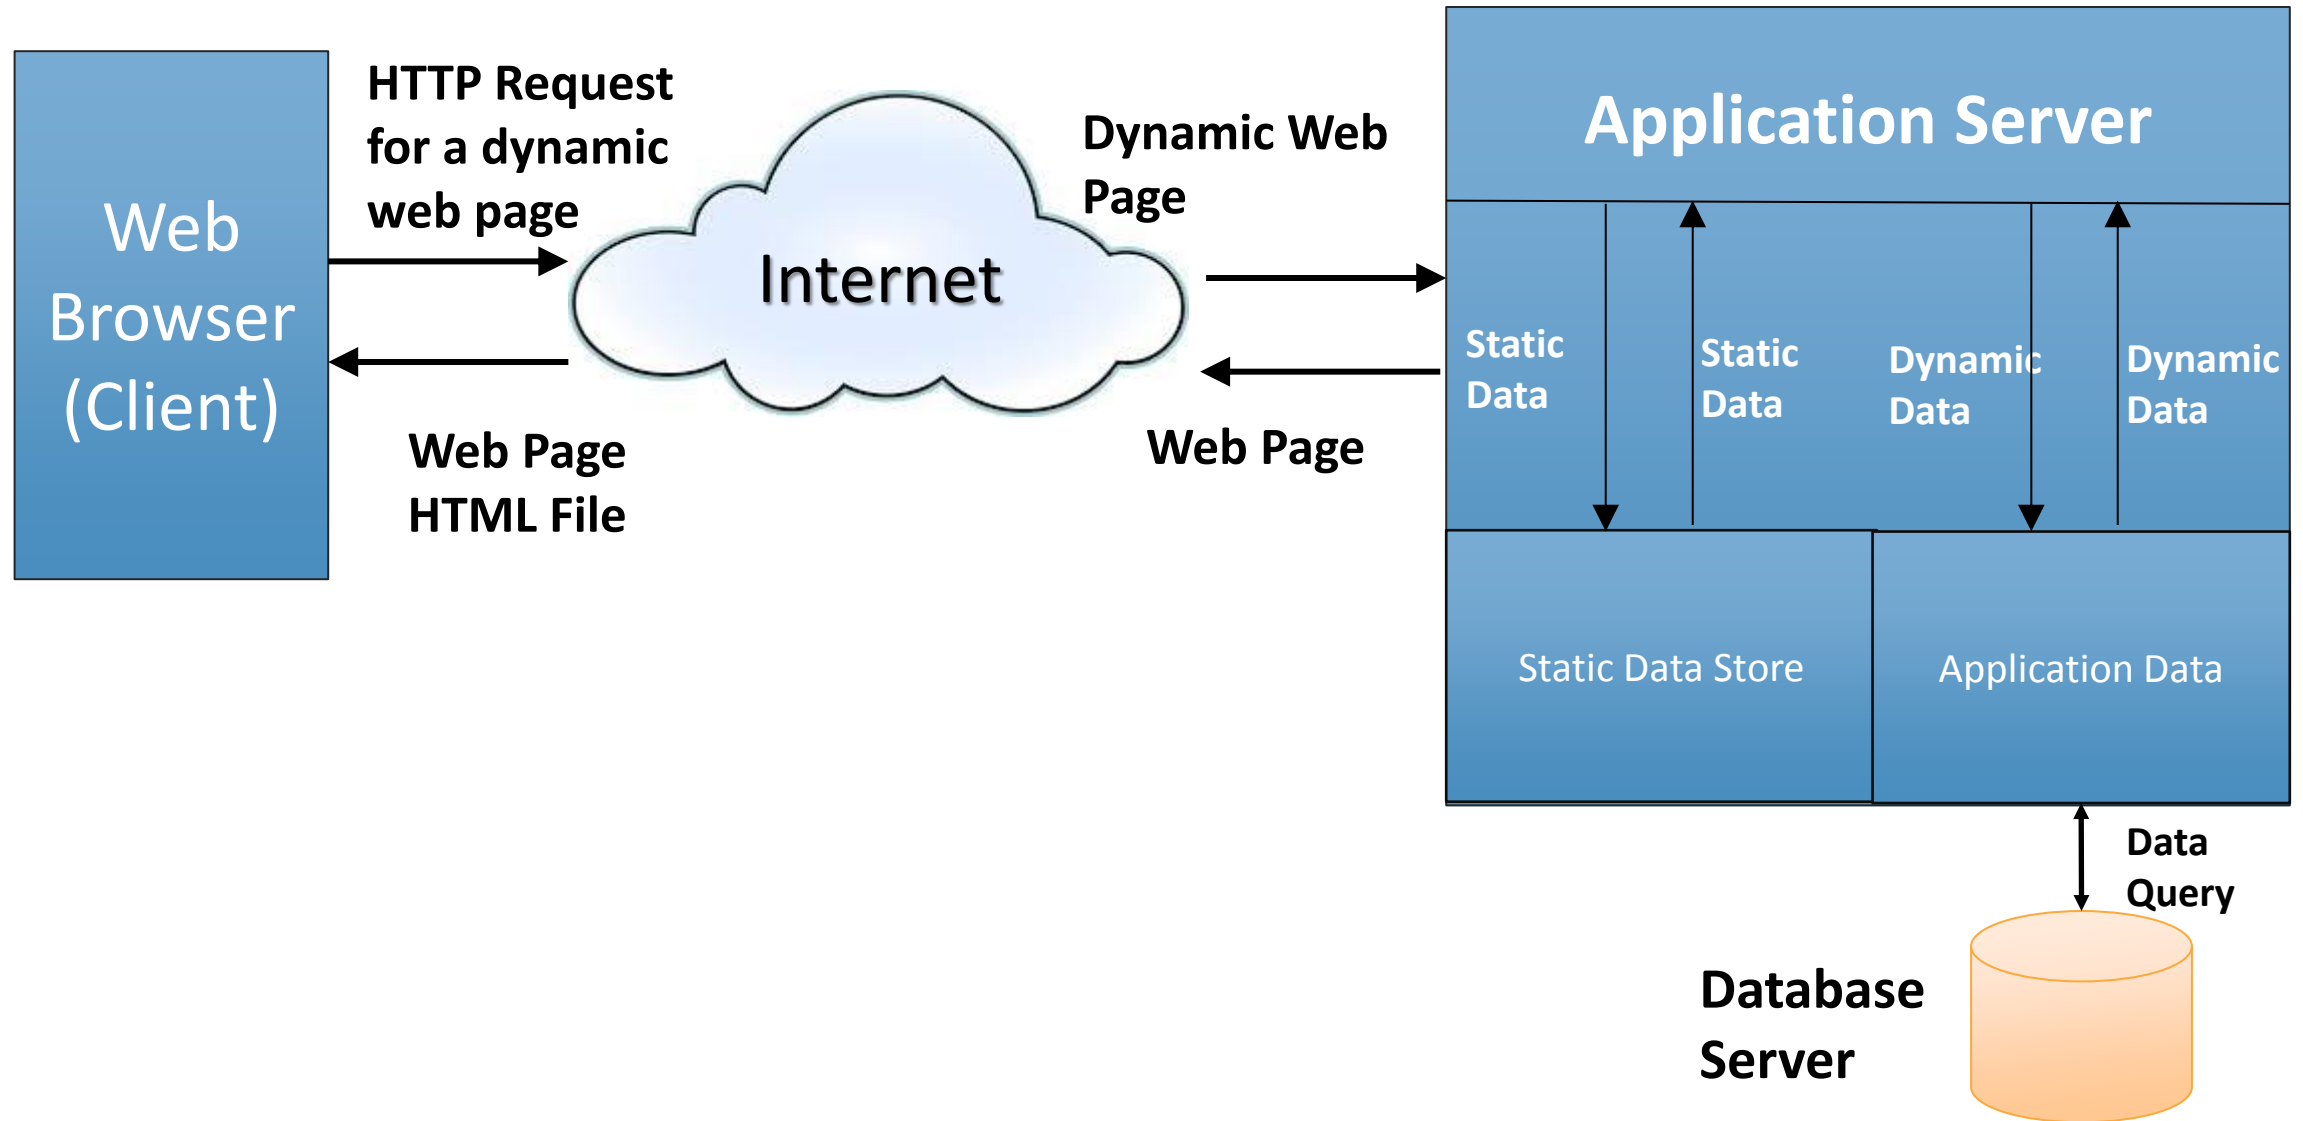 Web
Browser
(Client)
HTTP Request
for a dynamic
web page
Web Page
HTML File
Internet
Dynamic Web
Page
Web Page
Application Server
Static
Data
Static
Data
Dynamic
Data
Dynamic
Data
Static Data Store
Application Data
Data
Query
Database
Server